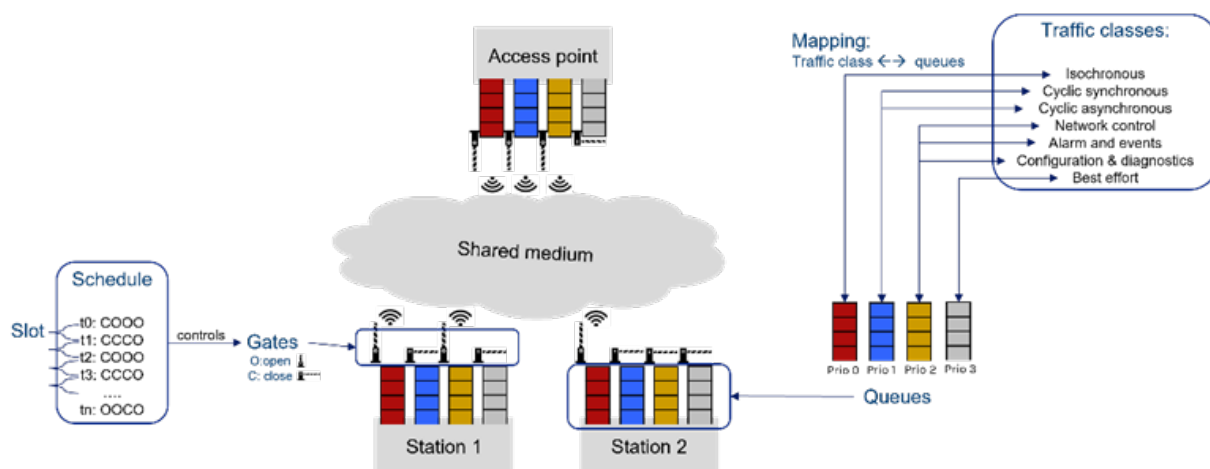 Access point
Shared medium
Schedule
Slot
t0: COOO
t1: CCCO
t2: COOO
t3: CCCO
....
tn: OOCO
controls
Gates
O:open
C: close
Station 1
Station 2
Mapping:
Traffic class <--> queues
Traffic classes:
Isochronous
Cyclic synchronous
Cyclic asynchronous
Network control
Alarm and events
Configuration & diagnostics
Best effort
Prio 0 Prio 1 Prio 2 Prio 3
Queues